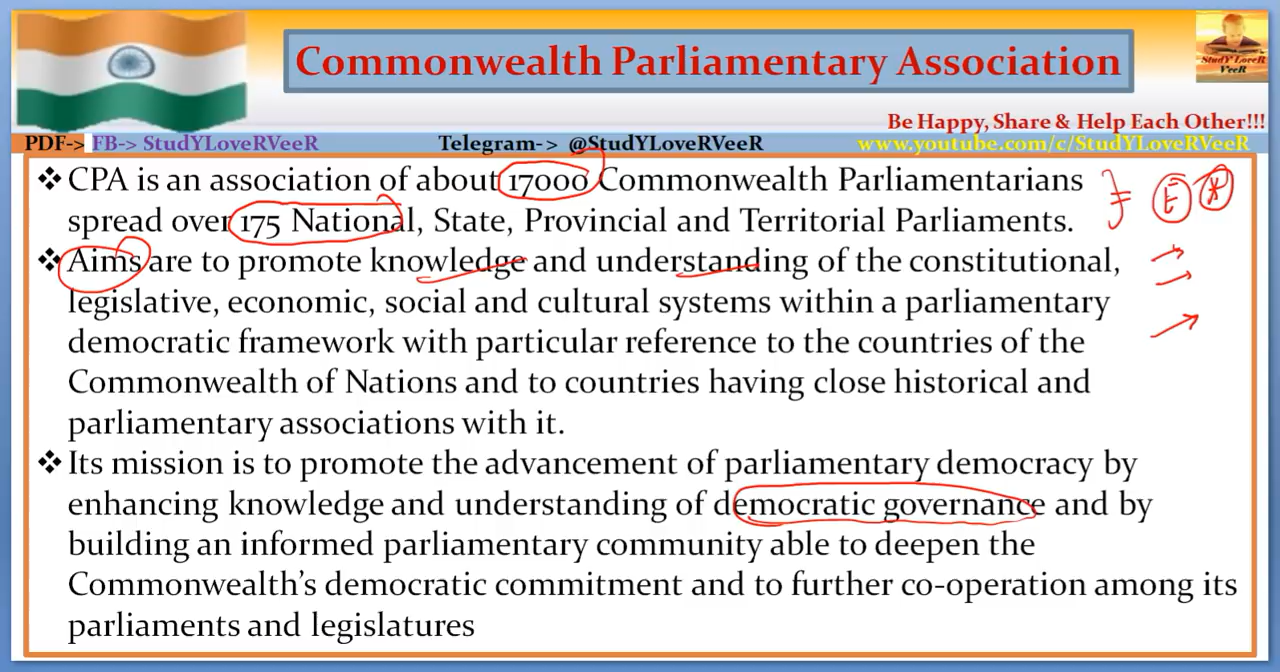 Commonwealth Parliamentary Association
StudY LoveR
VeeR
Be Happy, Share & Help Each Other!!!
PDF-> FB-> StudYLoveRVeeR Telegram-> @StudYLoveRVeeR www.youtube.com/c/StudYLoveRVeeR
❖ CPA is an association of about 17000 Commonwealth Parliamentarians
spread over 175 National, State, Provincial and Territorial Parliaments.
❖ Aims are to promote knowledge and understanding of the constitutional,
legislative, economic, social and cultural systems within a parliamentary
democratic framework with particular reference to the countries of the
Commonwealth of Nations and to countries having close historical and
parliamentary associations with it.
❖ Its mission is to promote the advancement of parliamentary democracy by
enhancing knowledge and understanding of democratic governance and by
building an informed parliamentary community able to deepen the
Commonwealth's democratic commitment and to further co-operation among its
parliaments and legislatures